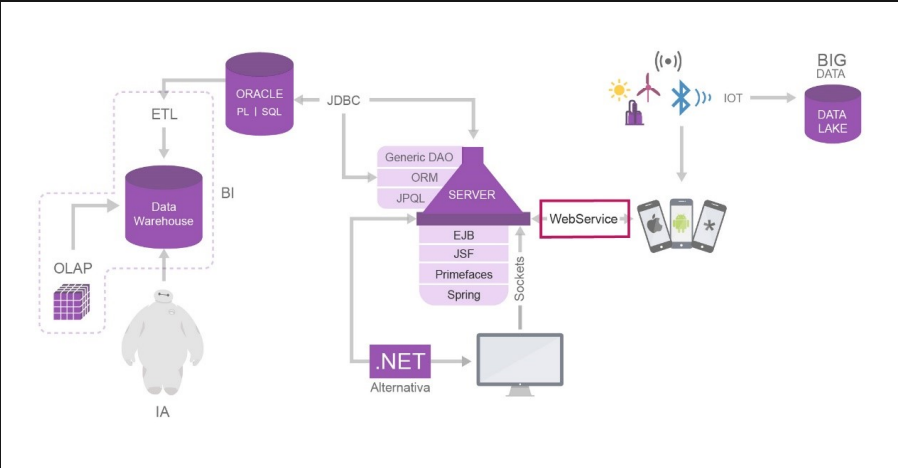 ORACLE
PL | SQL
JDBC
ETL
Data
Warehouse
BI
OLAP
IA
Generic DAO
ORM
JPQL
SERVER
EJB
JSF
Primefaces
Spring
Sockets
WebService
.NET
Alternativa
IOT
BIG
DATA
DATA
LAKE